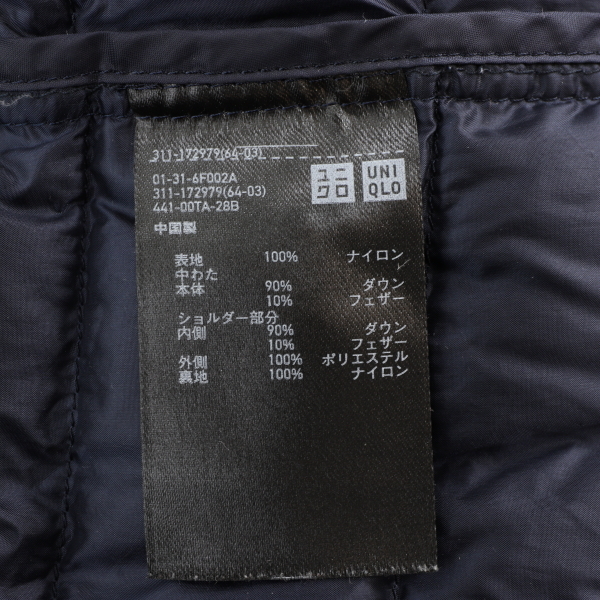 311-172979(64-03)
01-31-6F002A
311-172979(64-03)
441-00TA-28B
中国製
ユニクロ
UNIQLO
表地 100% ナイロン
中わた
本体 90% ダウン
10% フェザー
ショルダー部分
内側 90% ダウン
10% フェザー
外側 100% ポリエステル
裏地 100% ナイロン